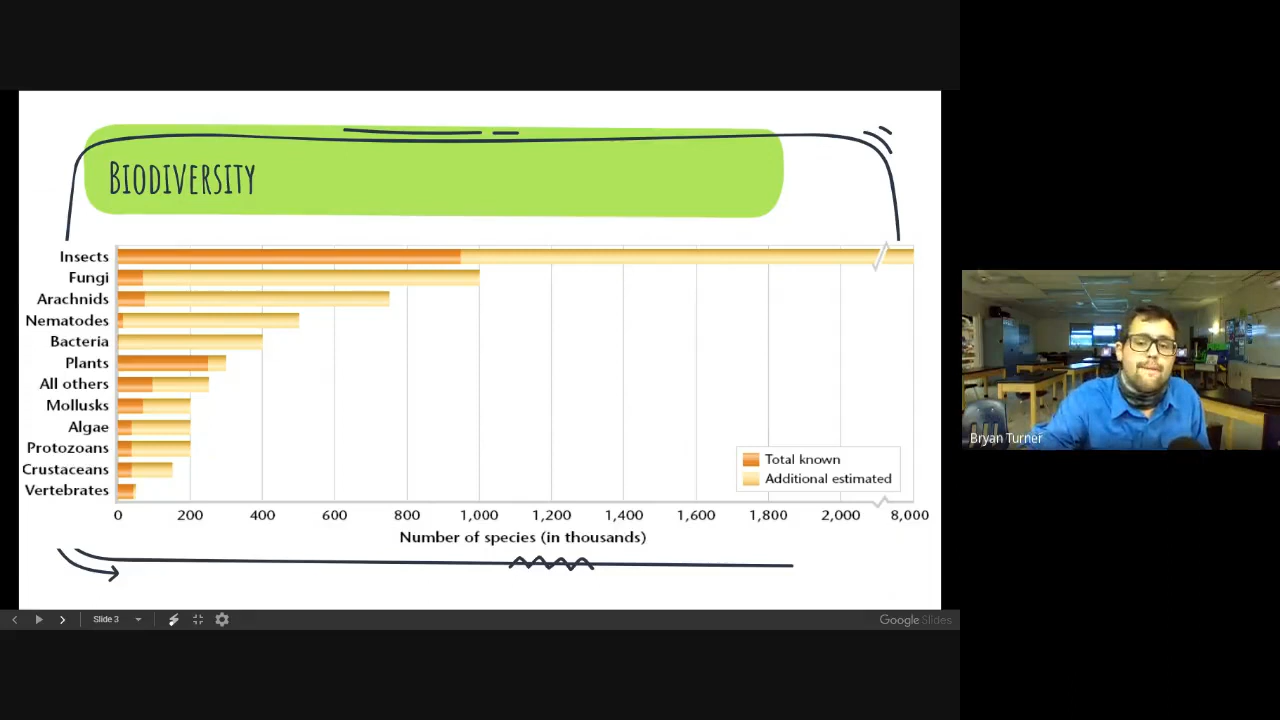 BIODIVERSITY
Insects
Fungi
Arachnids
Nematodes
Bacteria
Plants
All others
Mollusks
Algae
Protozoans
Crustaceans
Vertebrates
Total known
Additional estimated
0 200 400 600 800 1,000 1,200 1,400 1,600 1,800 2,000 8,000
Number of species (in thousands)
Slide 3
Google Slides
Bryan Turner